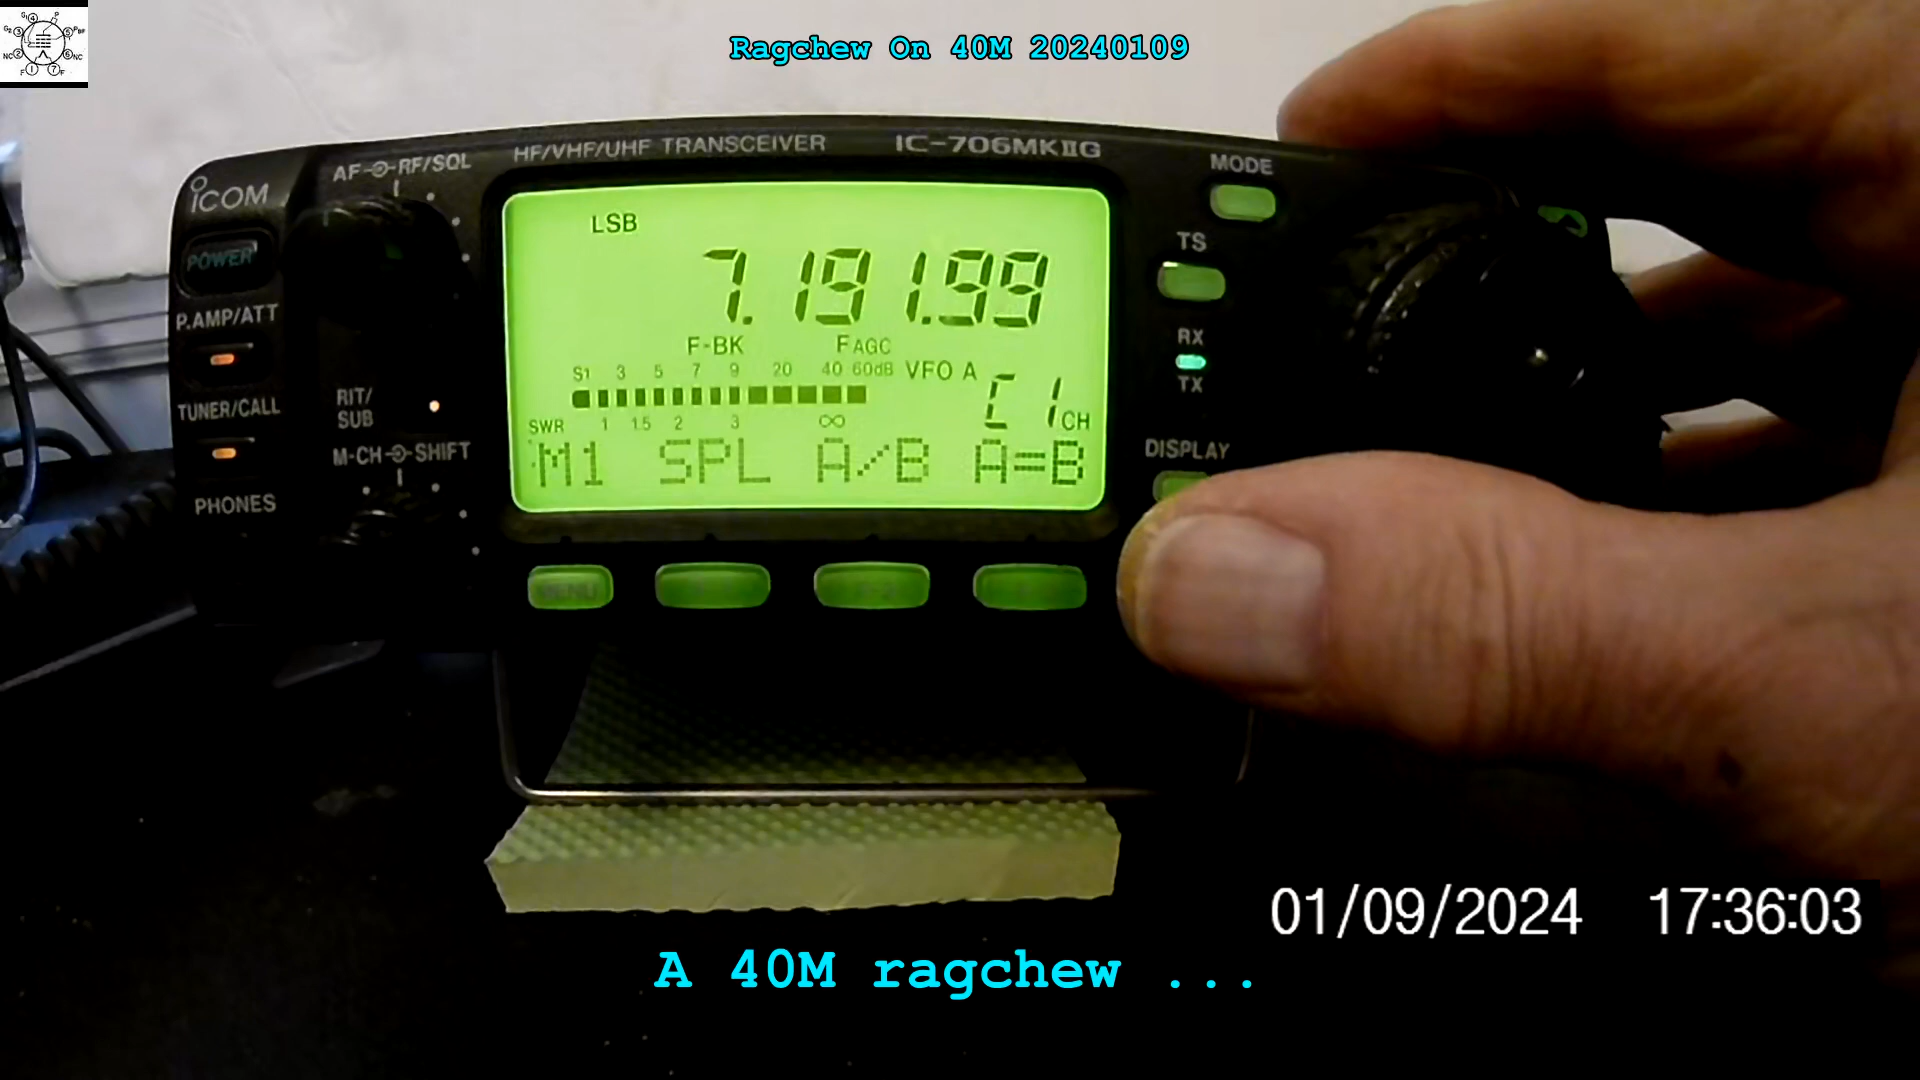 Ragchew On 40M 20240109
HF/VHF/UHF TRANSCEIVER IC-706MKIIG
AF RF/SQL
MODE
ICOM
LSB
POWER
TS
7.191.99
P.AMP/ATT
RX
F-BK F AGC
TX
S1 3 5 7 9 20 40 60dB VFO A
RIT/
SUB
C1 CH
TUNER/CALL
SWR 1 1.5 2 3 ∞
M-CH SHIFT
DISPLAY
M1 SPL A/B A=B
PHONES
MENU
01/09/2024 17:36:03
A 40M ragchew ...